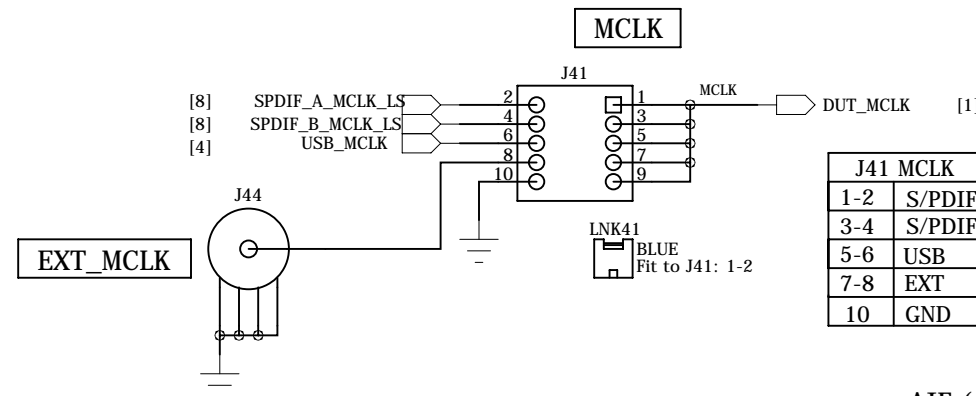 MCLK
J41
[8] SPDIF_A_MCLK_LS 2 1 MCLK DUT_MCLK [1]
[8] SPDIF_B_MCLK_LS 4 3
[4] USB_MCLK 6 5
8 7
10 9
J44
EXT_MCLK
LNK41
BLUE
Fit to J41: 1-2
J41 MCLK
1-2 S/PDIF
3-4 S/PDIF
5-6 USB
7-8 EXT
10 GND